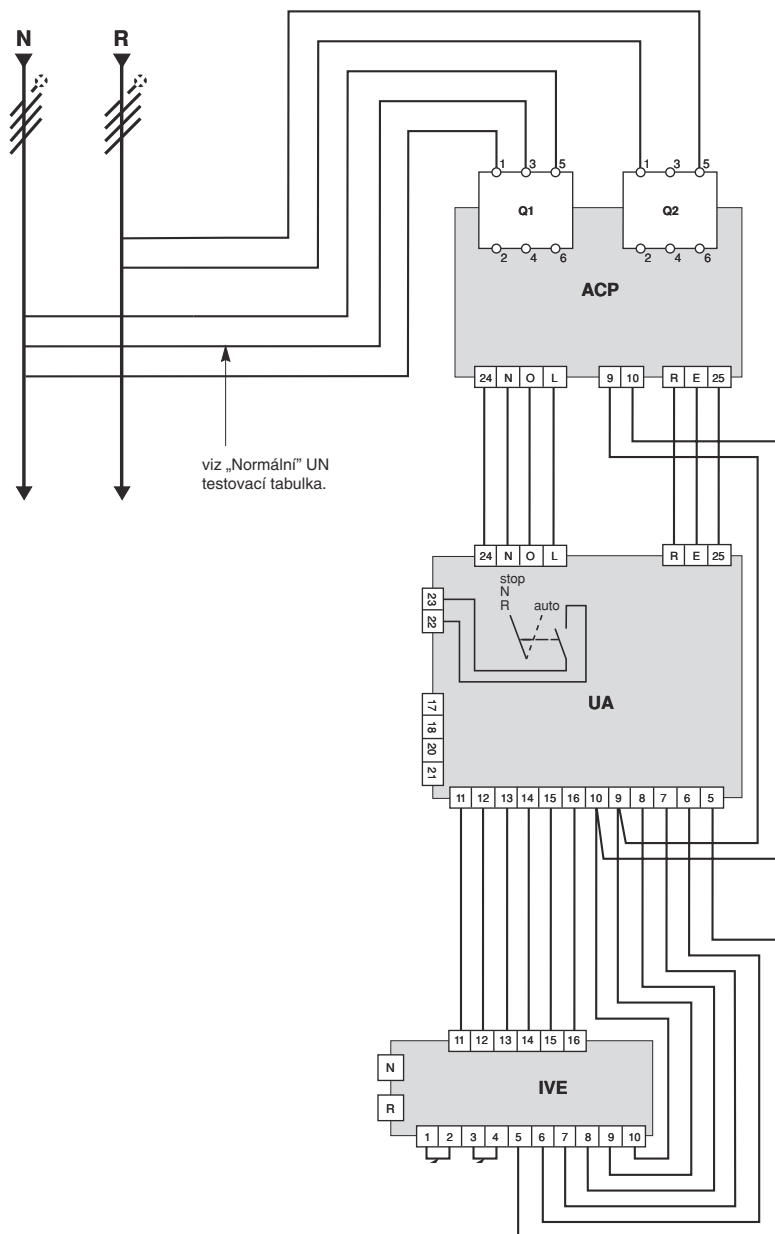 N R
1 3 5 1 3 5
Q1 Q2
2 4 6 2 4 6
ACP
24 N O L 9 10 R E 25
viz „Normální” UN
testovací tabulka.
24 N O L R E 25
stop
N
R auto
23
22
UA
17
18
20
21
11 12 13 14 15 16 10 9 8 7 6 5
11 12 13 14 15 16
N
IVE
R
1 2 3 4 5 6 7 8 9 10